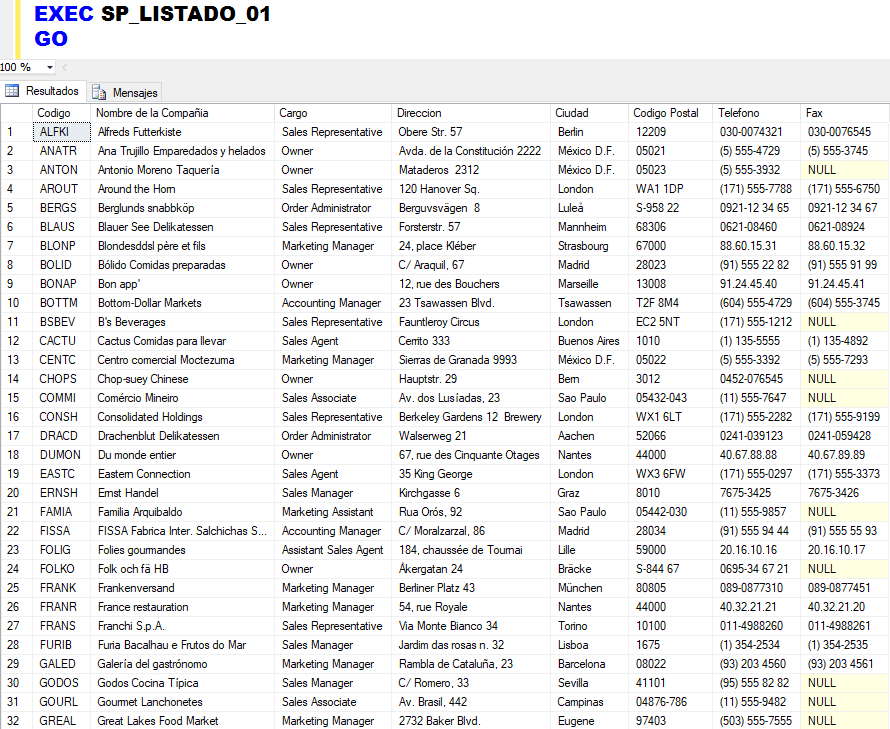 EXEC SP_LISTADO_01
GO
100 %
Resultados Mensajes
Codigo Nombre de la Compañia Cargo Direccion Ciudad Codigo Postal Telefono Fax
1 ALFKI Alfreds Futterkiste Sales Representative Obere Str. 57 Berlin 12209 030-0074321 030-0076545
2 ANATR Ana Trujillo Emparedados y helados Owner Avda. de la Constitución 2222 México D.F. 05021 (5) 555-4729 (5) 555-3745
3 ANTON Antonio Moreno Taquería Owner Mataderos 2312 México D.F. 05023 (5) 555-3932 NULL
4 AROUT Around the Horn Sales Representative 120 Hanover Sq. London WA1 1DP (171) 555-7788 (171) 555-6750
5 BERGS Berglunds snabbköp Order Administrator Berguvsvägen 8 Luleå S-958 22 0921-12 34 65 0921-12 34 67
6 BLAUS Blauer See Delikatessen Sales Representative Forsterstr. 57 Mannheim 68306 0621-08460 0621-08924
7 BLONP Blondesddsl père et fils Marketing Manager 24, place Kléber Strasbourg 67000 88.60.15.31 88.60.15.32
8 BOLID Bólido Comidas preparadas Owner C/ Araquil, 67 Madrid 28023 (91) 555 22 82 (91) 555 91 99
9 BONAP Bon app' Owner 12, rue des Bouchers Marseille 13008 91.24.45.40 91.24.45.41
10 BOTTM Bottom-Dollar Markets Accounting Manager 23 Tsawassen Blvd. Tsawassen T2F 8M4 (604) 555-4729 (604) 555-3745
11 BSBEV B's Beverages Sales Representative Fauntleroy Circus London EC2 5NT (171) 555-1212 NULL
12 CACTU Cactus Comidas para llevar Sales Agent Cerrito 333 Buenos Aires 1010 (1) 135-5555 (1) 135-4892
13 CENTC Centro comercial Moctezuma Marketing Manager Sierras de Granada 9993 México D.F. 05022 (5) 555-3392 (5) 555-7293
14 CHOPS Chop-suey Chinese Owner Hauptstr. 29 Bern 3012 0452-076545 NULL
15 COMMI Comércio Mineiro Sales Associate Av. dos Lusíadas, 23 Sao Paulo 05432-043 (11) 555-7647 NULL
16 CONSH Consolidated Holdings Sales Representative Berkeley Gardens 12 Brewery London WX1 6LT (171) 555-2282 (171) 555-9199
17 DRACD Drachenblut Delikatessen Order Administrator Walserweg 21 Aachen 52066 0241-039123 0241-059428
18 DUMON Du monde entier Owner 67, rue des Cinquante Otages Nantes 44000 40.67.88.88 40.67.89.89
19 EASTC Eastern Connection Sales Agent 35 King George London WX3 6FW (171) 555-0297 (171) 555-3373
20 ERNSH Ernst Handel Sales Manager Kirchgasse 6 Graz 8010 7675-3425 7675-3426
21 FAMIA Familia Arquibaldo Marketing Assistant Rua Orós, 92 Sao Paulo 05442-030 (11) 555-9857 NULL
22 FISSA FISSA Fabrica Inter. Salchichas S... Accounting Manager C/ Moralzarzal, 86 Madrid 28034 (91) 555 94 44 (91) 555 55 93
23 FOLIG Folies gourmandes Assistant Sales Agent 184, chaussée de Tournai Lille 59000 20.16.10.16 20.16.10.17
24 FOLKO Folk och fä HB Owner Åkergatan 24 Bräcke S-844 67 0695-34 67 21 NULL
25 FRANK Frankenversand Marketing Manager Berliner Platz 43 München 80805 089-0877310 089-0877451
26 FRANR France restauration Marketing Manager 54, rue Royale Nantes 44000 40.32.21.21 40.32.21.20
27 FRANS Franchi S.p.A. Sales Representative Via Monte Bianco 34 Torino 10100 011-4988260 011-4988261
28 FURIB Furia Bacalhau e Frutos do Mar Sales Manager Jardim das rosas n. 32 Lisboa 1675 (1) 354-2534 (1) 354-2535
29 GALED Galería del gastrónomo Marketing Manager Rambla de Cataluña, 23 Barcelona 08022 (93) 203 4560 (93) 203 4561
30 GODOS Godos Cocina Típica Sales Manager C/ Romero, 33 Sevilla 41101 (95) 555 82 82 NULL
31 GOURL Gourmet Lanchonetes Sales Associate Av. Brasil, 442 Campinas 04876-786 (11) 555-9482 NULL
32 GREAL Great Lakes Food Market Marketing Manager 2732 Baker Blvd. Eugene 97403 (503) 555-7555 NULL